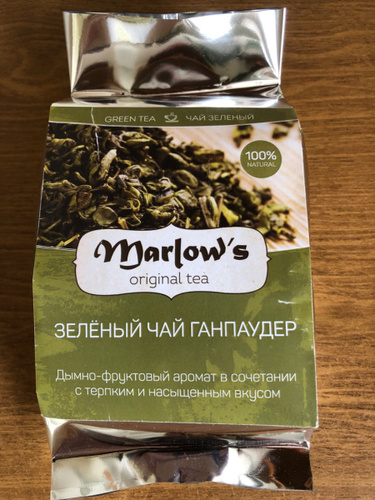 GREEN TEA ЧАЙ ЗЕЛЕНЫЙ
100%
NATURAL
Marlow's
original tea
ЗЕЛЁНЫЙ ЧАЙ ГАНПАУДЕР
Дымно-фруктовый аромат в сочетании
с терпким и насыщенным вкусом